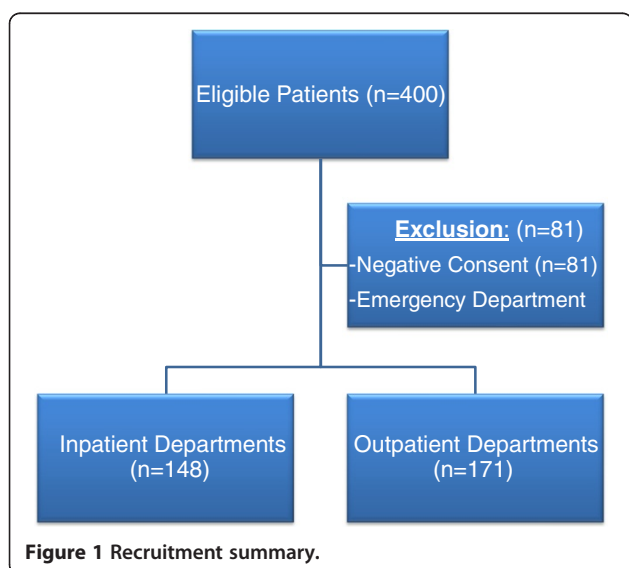 Eligible Patients (n=400)
Exclusion: (n=81)
-Negative Consent (n=81)
-Emergency Department
Inpatient Departments
(n=148)
Outpatient Departments
(n=171)
Figure 1 Recruitment summary.